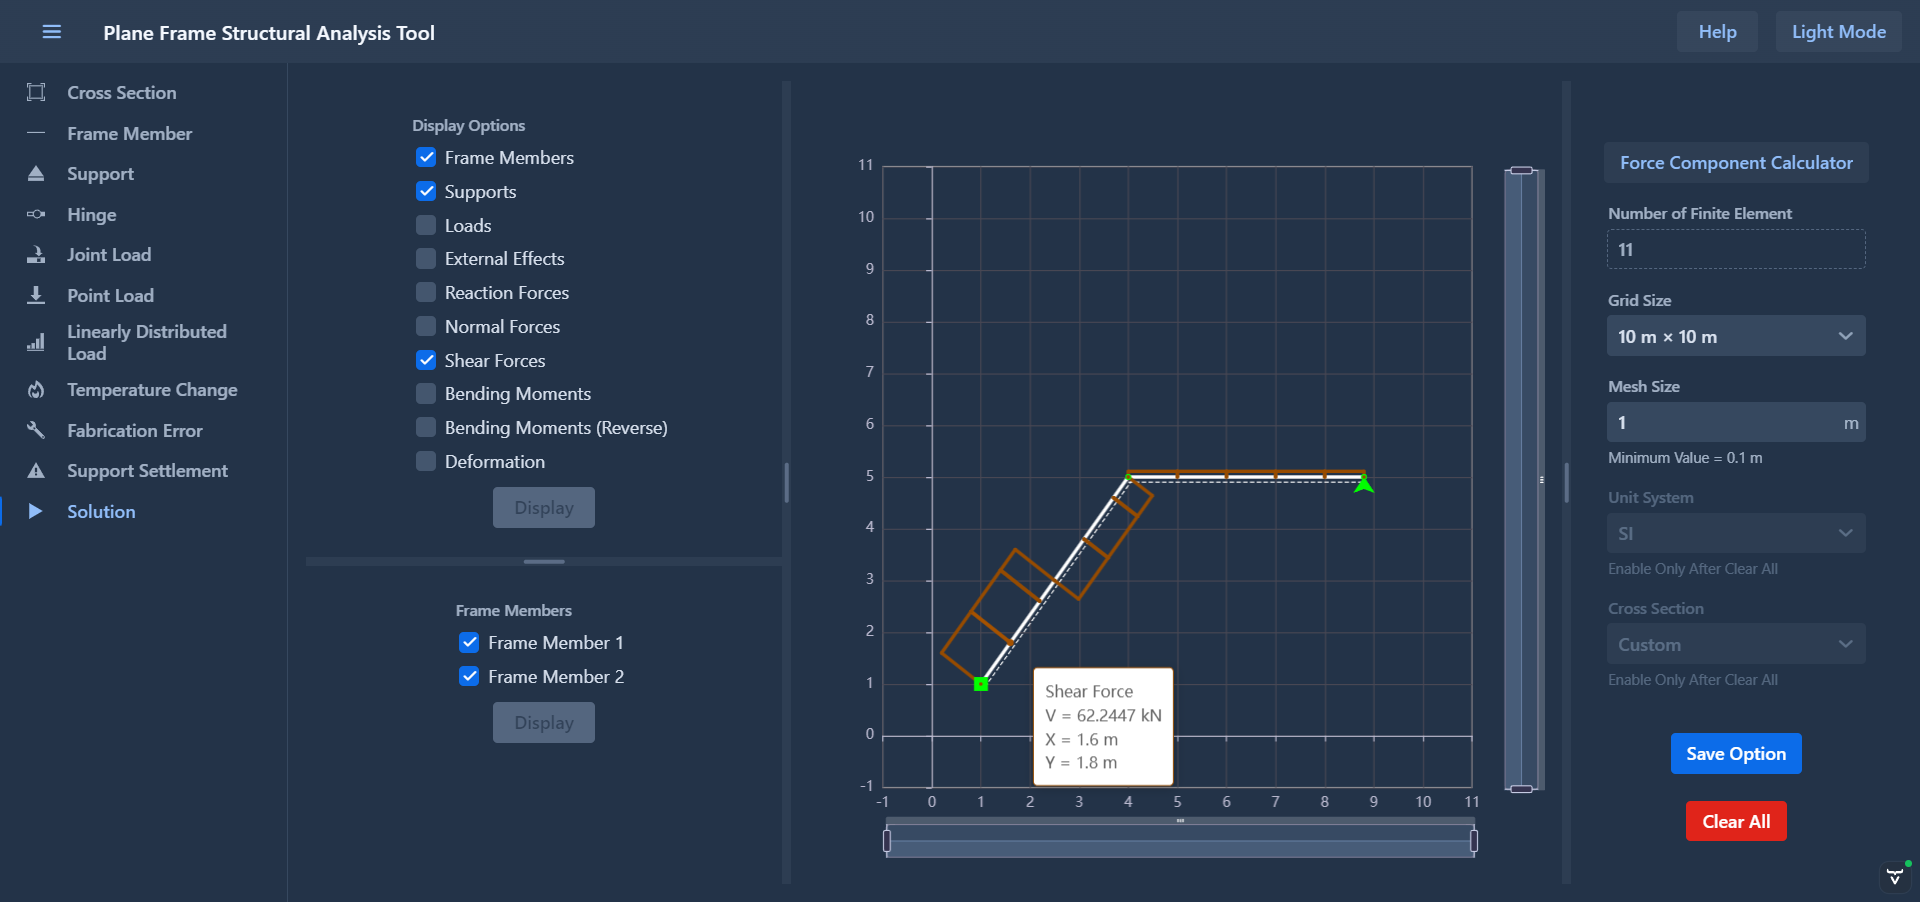 Plane Frame Structural Analysis Tool
Help
Light Mode
Cross Section
Frame Member
Support
Hinge
Joint Load
Point Load
Linearly Distributed
Load
Temperature Change
Fabrication Error
Support Settlement
Solution
Display Options
Frame Members
Supports
Loads
External Effects
Reaction Forces
Normal Forces
Shear Forces
Bending Moments
Bending Moments (Reverse)
Deformation
Display
Frame Members
Frame Member 1
Frame Member 2
Display
11
10
9
8
7
6
5
4
3
2
1
0
-1
-1 0 1 2 3 4 5 6 7 8 9 10 11
Shear Force
V = 62.2447 kN
X = 1.6 m
Y = 1.8 m
Force Component Calculator
Number of Finite Element
11
Grid Size
10 m × 10 m
Mesh Size
1 m
Minimum Value = 0.1 m
Unit System
SI
Enable Only After Clear All
Cross Section
Custom
Enable Only After Clear All
Save Option
Clear All